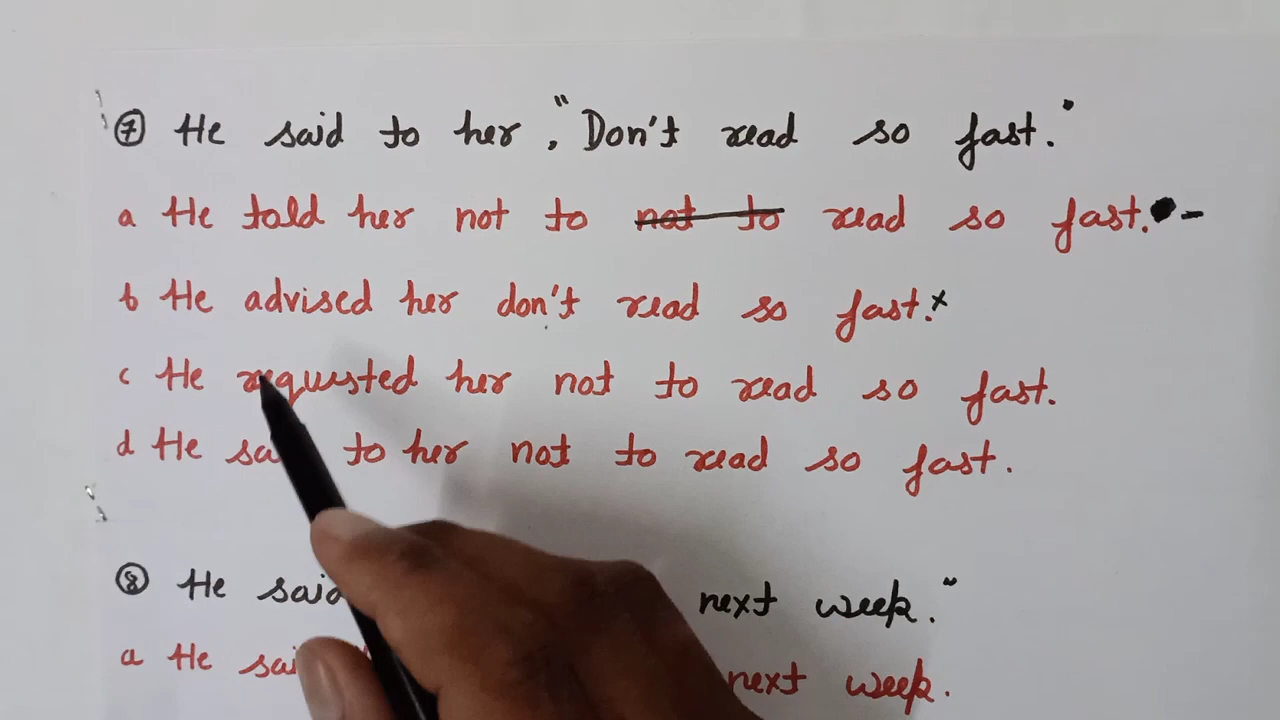 7 He said to her, "Don't read so fast."
a He told her not to not to read so fast. -
b He advised her don't read so fast. x
c He requested her not to read so fast.
d He to her not to read so fast.
8 He said next week."
a He next week.